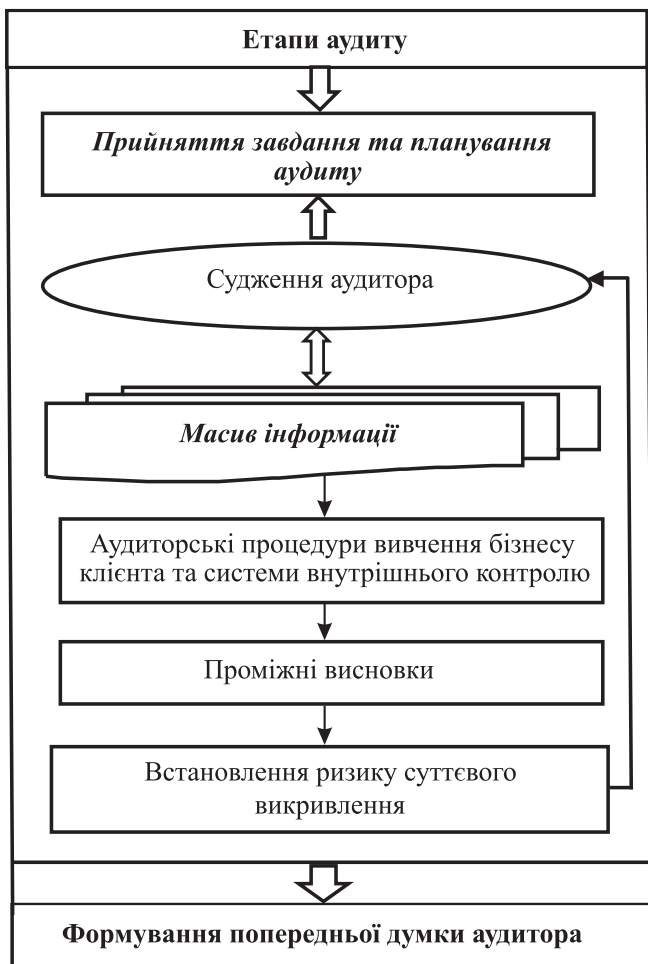 Етапи аудиту
Прийняття завдання та планування
аудиту
Судження аудитора
Масив інформації
Аудиторські процедури вивчення бізнесу
клієнта та системи внутрішнього контролю
Проміжні висновки
Встановлення ризику суттєвого
викривлення
Формування попередньої думки аудитора